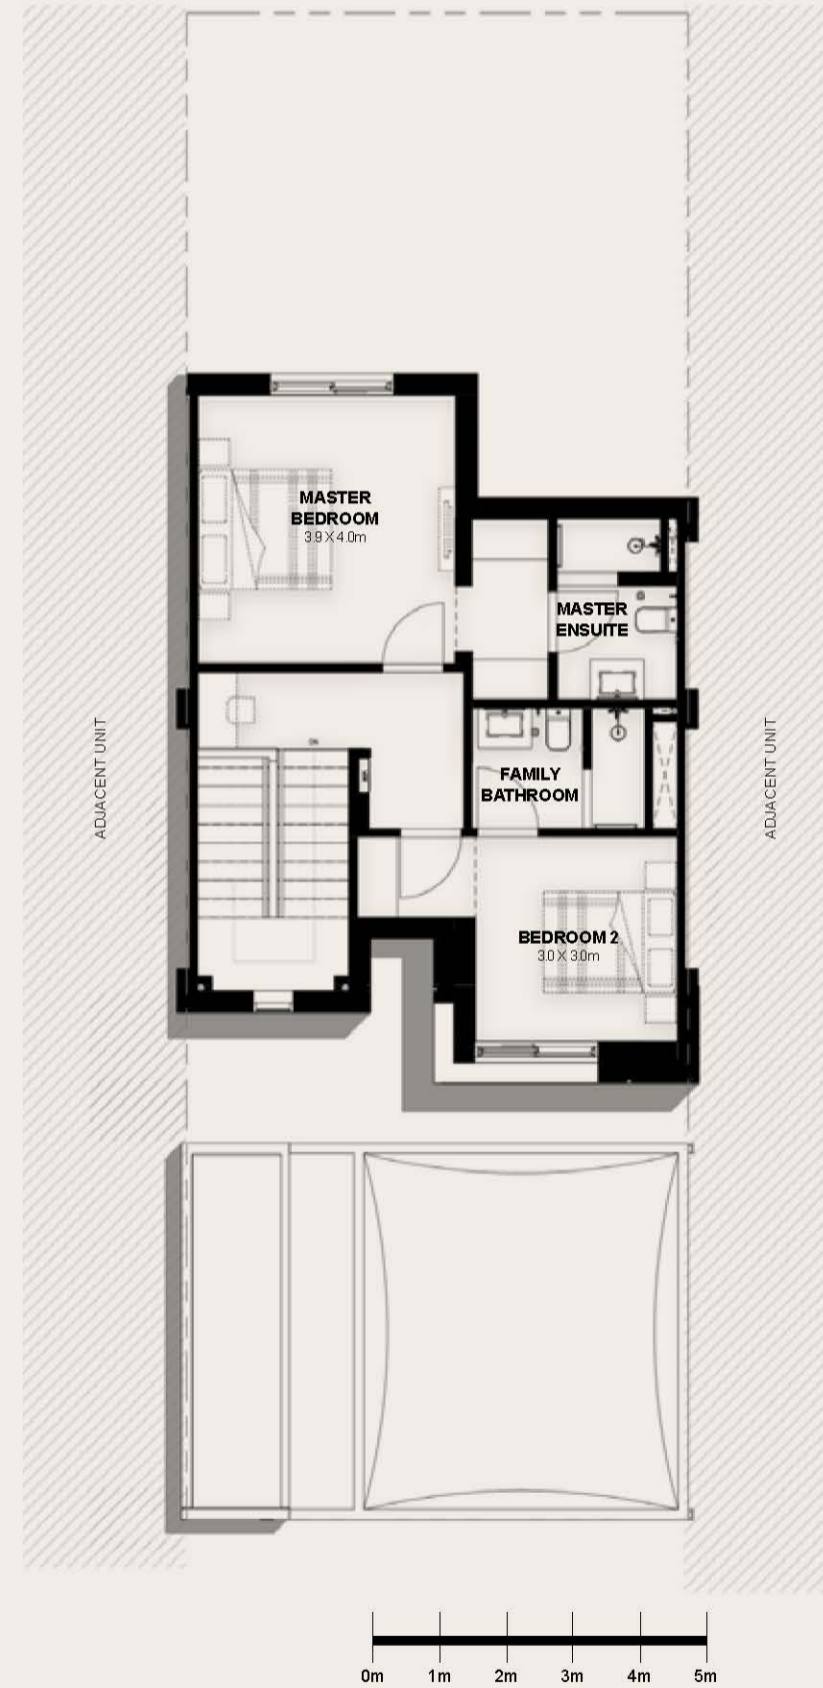 MASTER
BEDROOM
3.9 X 4.0m
MASTER
ENSUITE
ADJACENT UNIT
ADJACENT UNIT
DN
FAMILY
BATHROOM
BEDROOM 2
3.0 X 3.0m
0m 1m 2m 3m 4m 5m